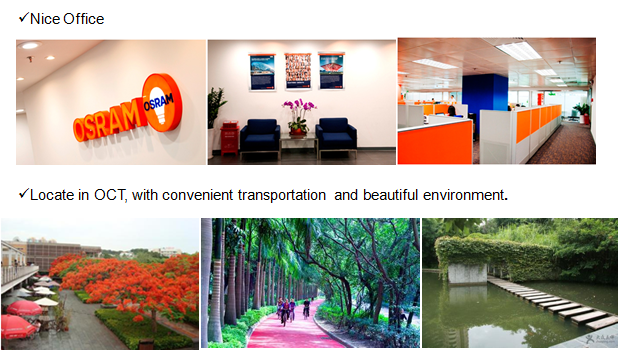 ✓Nice Office
OSRAM
OSRAM
✓Locate in OCT, with convenient transportation and beautiful environment.